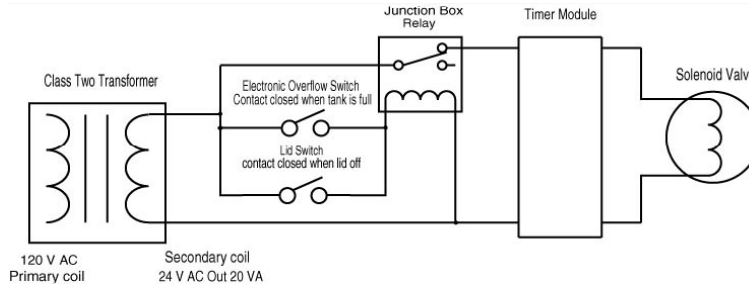 Junction Box
Relay
Timer Module
Class Two Transformer
Electronic Overflow Switch
Contact closed when tank is full
Solenoid Valv
Lid Switch
contact closed when lid off
120 V AC
Primary coil
Secondary coil
24 V AC Out 20 VA